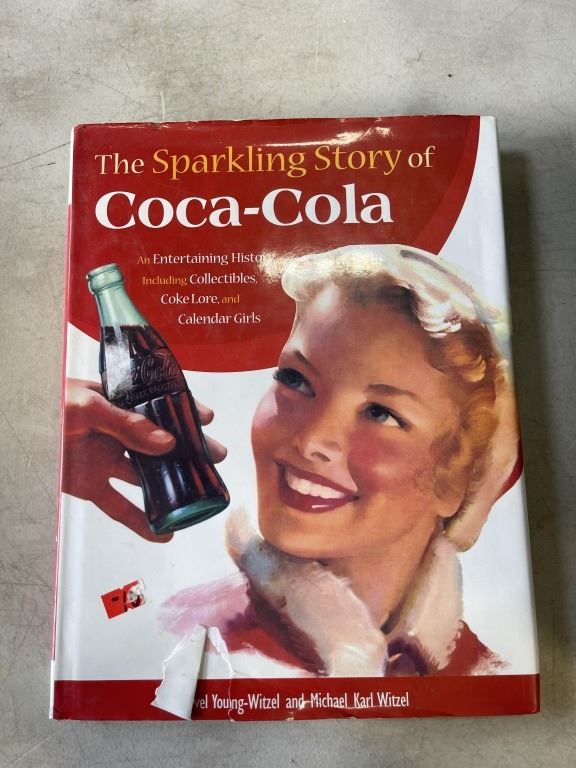 The Sparkling Story of
Coca-Cola
An Entertaining History
Including Collectibles,
Coke Lore, and
Calendar Girls
Young-Witzel and Michael Karl Witzel